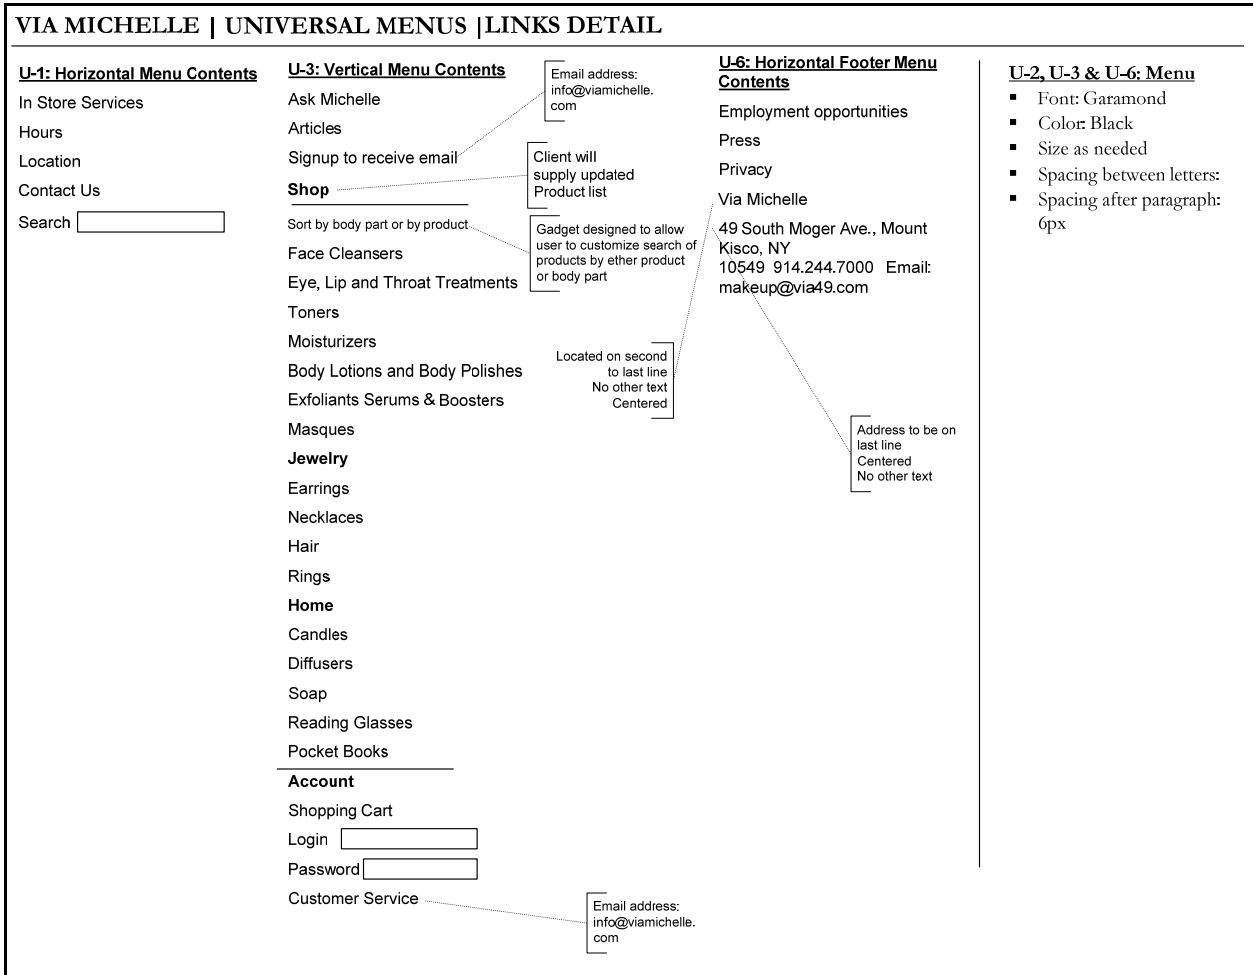 VIA MICHELLE | UNIVERSAL MENUS |LINKS DETAIL
U-1: Horizontal Menu Contents
In Store Services
Hours
Location
Contact Us
Search
U-3: Vertical Menu Contents
Ask Michelle
Articles
Signup to receive email
Shop
Sort by body part or by product
Face Cleansers
Eye, Lip and Throat Treatments
Toners
Moisturizers
Body Lotions and Body Polishes
Exfoliants Serums & Boosters
Masques
Jewelry
Earrings
Necklaces
Hair
Rings
Home
Candles
Diffusers
Soap
Reading Glasses
Pocket Books
Account
Shopping Cart
Login
Password
Customer Service
Email address:
info@viamichelle.
com
Client will
supply updated
Product list
Gadget designed to allow
user to customize search of
products by ether product
or body part
Located on second
to last line
No other text
Centered
Email address:
info@viamichelle.
com
U-6: Horizontal Footer Menu
Contents
Employment opportunities
Press
Privacy
Via Michelle
49 South Moger Ave., Mount
Kisco, NY
10549 914.244.7000 Email:
makeup@via49.com
Address to be on
last line
Centered
No other text
U-2, U-3 & U-6: Menu
▪ Font: Garamond
▪ Color: Black
▪ Size as needed
▪ Spacing between letters:
▪ Spacing after paragraph:
6px